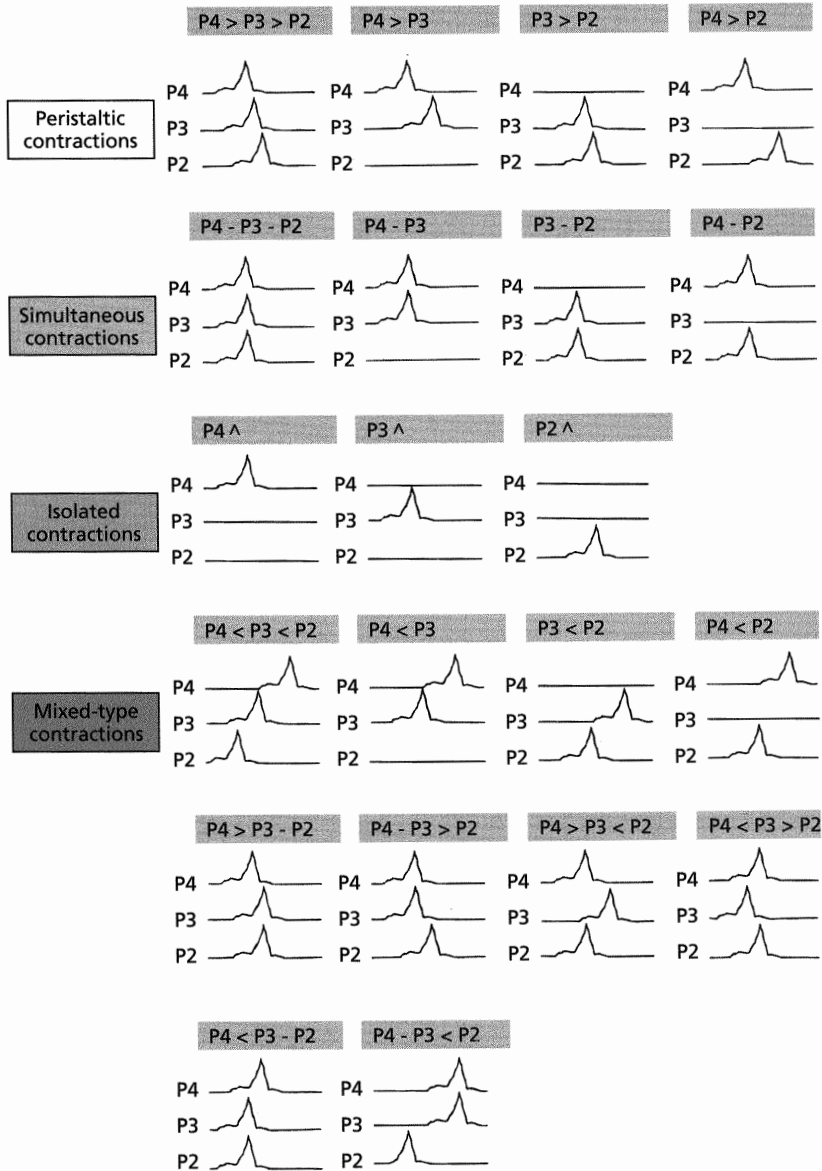 P4 > P3 > P2 P4 > P3 P3 > P2 P4 > P2
Peristaltic
contractions
P4 P4 P4 P4
P3 P3 P3 P3
P2 P2 P2 P2
P4 - P3 - P2 P4 - P3 P3 - P2 P4 - P2
Simultaneous
contractions
P4 P4 P4 P4
P3 P3 P3 P3
P2 P2 P2 P2
P4 ^ P3 ^ P2 ^
Isolated
contractions
P4 P4 P4
P3 P3 P3
P2 P2 P2
P4 < P3 < P2 P4 < P3 P3 < P2 P4 < P2
Mixed-type
contractions
P4 P4 P4 P4
P3 P3 P3 P3
P2 P2 P2 P2
P4 > P3 - P2 P4 - P3 > P2 P4 > P3 < P2 P4 < P3 > P2
P4 P4 P4 P4
P3 P3 P3 P3
P2 P2 P2 P2
P4 < P3 - P2 P4 - P3 < P2
P4 P4
P3 P3
P2 P2